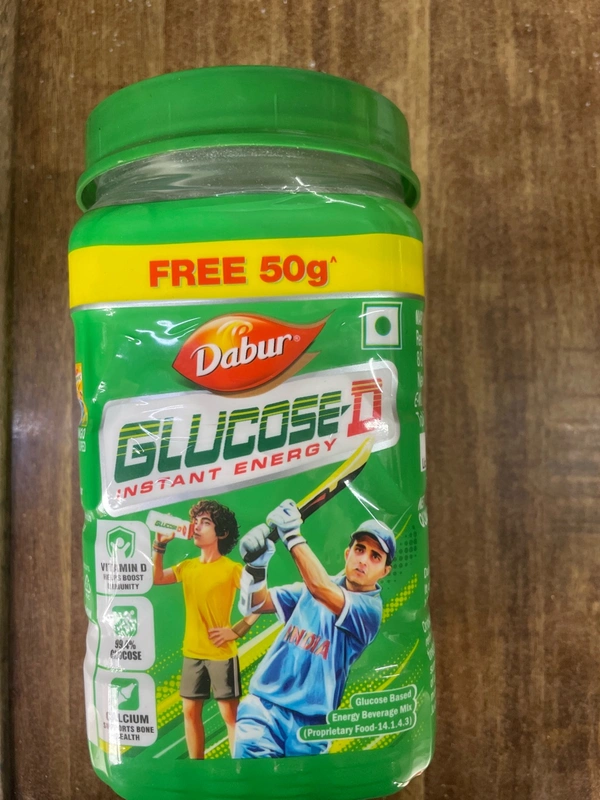 FREE 50g^
Dabur®
GLUCOSE-D
INSTANT ENERGY
GLUCOSE-D
VITAMIN D
HELPS BOOST
IMMUNITY
99.4%
GLUCOSE
CALCIUM
SUPPORTS BONE
HEALTH
INDIA
Glucose Based
Energy Beverage Mix
(Proprietary Food-14.1.4.3)